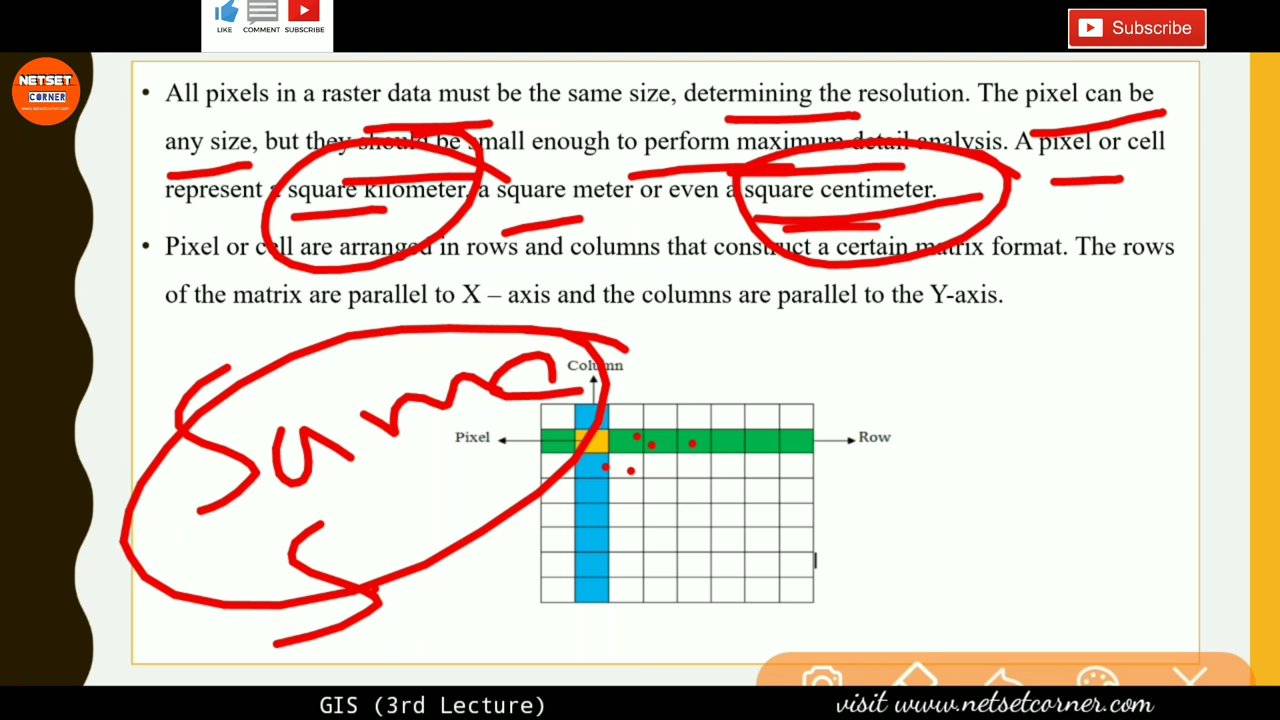 LIKE COMMENT SUBSCRIBE
Subscribe
NETSET
CORNER
• All pixels in a raster data must be the same size, determining the resolution. The pixel can be
any size, but they should be small enough to perform maximum detail analysis. A pixel or cell
represent a square kilometer, a square meter or even a square centimeter.
• Pixel or cell are arranged in rows and columns that construct a certain matrix format. The rows
of the matrix are parallel to X – axis and the columns are parallel to the Y-axis.
Column
Pixel
Row
GIS (3rd Lecture)
visit www.netsetcorner.com